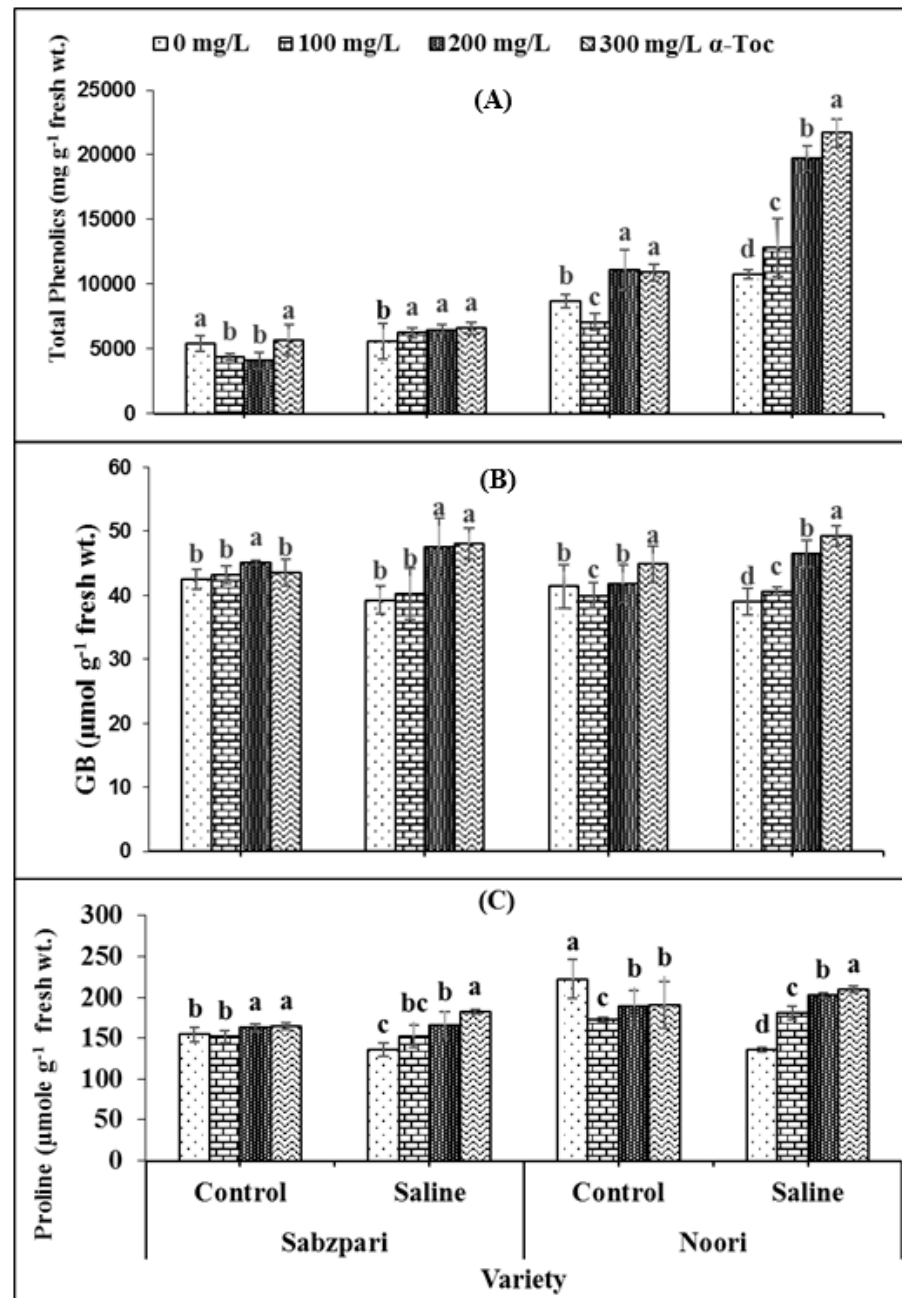 0 mg/L 100 mg/L 200 mg/L 300 mg/L α-Toc
(A)
Total Phenolics (mg g-1 fresh wt.)
25000
20000
15000
10000
5000
0
a b b a b a a a b c a a d c b a
(B)
GB (µmol g-1 fresh wt.)
60
50
40
30
20
10
0
b b a b b b a a b c b a d c b a
(C)
Proline (µmole g-1 fresh wt.)
300
250
200
150
100
50
0
b b a a c bc b a a c b b d c b a
Control Saline Control Saline
Sabzpari Noori
Variety